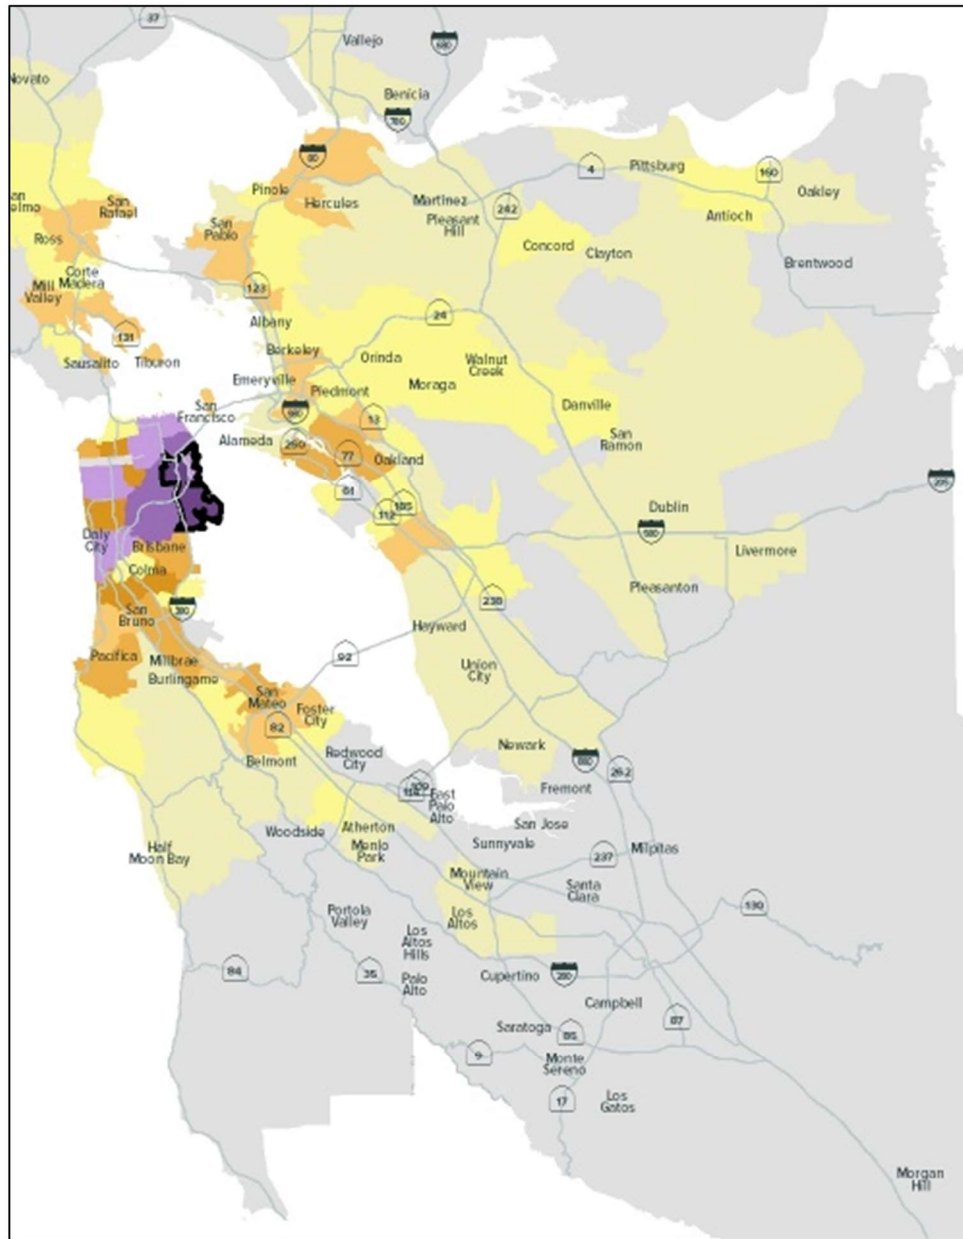 37
Vallejo
680
Novato
Benicia
780
80
4
Pittsburg
160
Pinole
Oakley
San
Rafael
Hercules
Martinez
242
Antioch
Pleasant
Hill
San
Pablo
Ross
Concord
Clayton
Brentwood
Corte
Madera
Mill
Valley
123
24
Albany
131
Berkeley
Orinda
Walnut
Creek
Sausalito
Tiburon
Emeryville
Moraga
Piedmont
San
Francisco
Danville
13
Alameda
San
Ramon
77
Oakland
61
185
112
Dublin
Daly
City
Brisbane
580
Livermore
Colma
Pleasanton
238
San
Bruno
380
Hayward
92
Pacifica
Millbrae
Union
City
Burlingame
San
Mateo
Foster
City
82
Newark
Redwood
City
Belmont
880
262
Fremont
East
Palo
Alto
San Jose
Atherton
Woodside
Sunnyvale
Menlo
Park
Half
Moon Bay
Milpitas
237
Mountain
View
Santa
Clara
130
Los
Altos
Portola
Valley
Los
Altos
Hills
84
35
Palo
Alto
Cupertino
280
Campbell
87
Saratoga
85
9
Monte
Sereno
17
Los
Gatos
Morgan
Hill